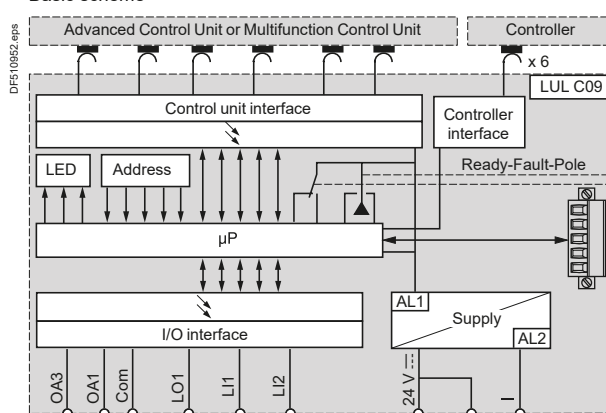 Basic scheme
DF510952.eps
Advanced Control Unit or Multifunction Control Unit
Controller
x 6
LUL C09
Control unit interface
Controller
interface
LED
Address
Ready-Fault-Pole
µP
AL1
Supply
AL2
I/O interface
OA3
OA1
Com
LO1
LI1
LI2
24 V
I